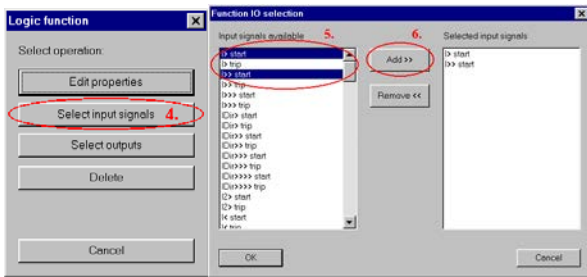 Logic function
Select operation:
Edit properties
Select input signals 4.
Select outputs
Delete
Cancel
Function IO selection
Input signals available 5.
I> start
I> trip
I>> start
I>> trip
I>>> start
I>>> trip
IDir> start
IDir> trip
IDir>> start
IDir>> trip
IDir>>> start
IDir>>> trip
IDir>>>> start
IDir>>>> trip
I2> start
I2> trip
I< start
I< trip
6.
Add >>
Remove <<
Selected input signals
I> start
I>> start
OK
Cancel